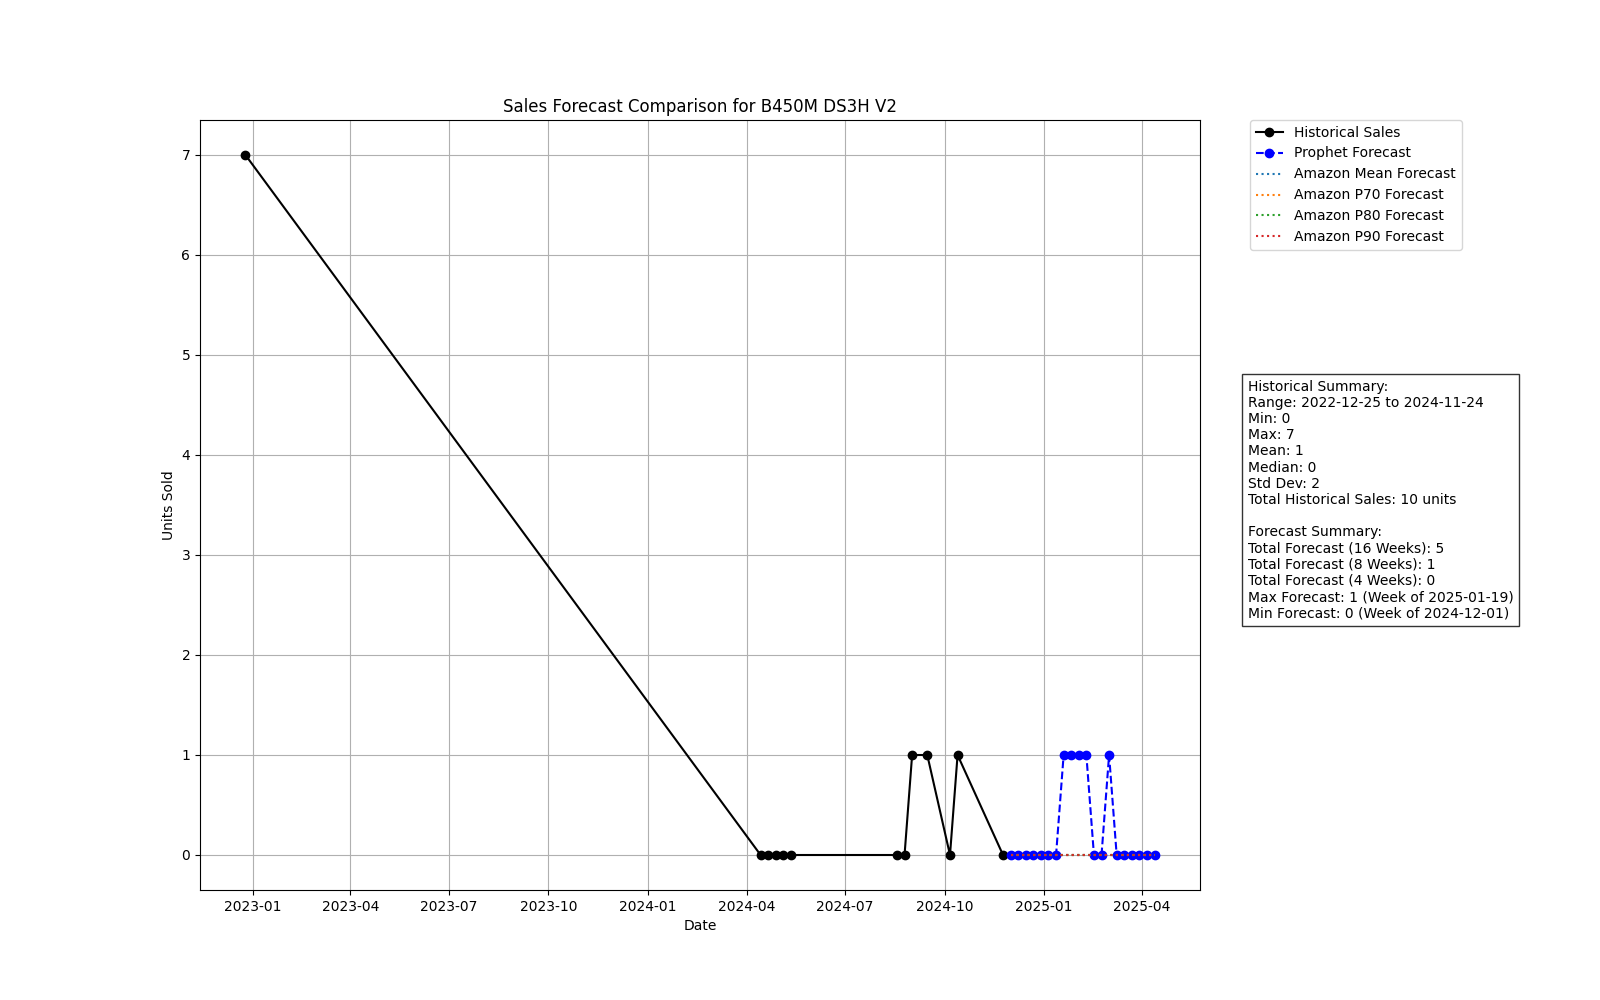 Sales Forecast Comparison for B450M DS3H V2
Historical Sales
Prophet Forecast
Amazon Mean Forecast
Amazon P70 Forecast
Amazon P80 Forecast
Amazon P90 Forecast
7
6
5
4
3
2
1
0
Units Sold
Historical Summary:
Range: 2022-12-25 to 2024-11-24
Min: 0
Max: 7
Mean: 1
Median: 0
Std Dev: 2
Total Historical Sales: 10 units
Forecast Summary:
Total Forecast (16 Weeks): 5
Total Forecast (8 Weeks): 1
Total Forecast (4 Weeks): 0
Max Forecast: 1 (Week of 2025-01-19)
Min Forecast: 0 (Week of 2024-12-01)
2023-01 2023-04 2023-07 2023-10 2024-01 2024-04 2024-07 2024-10 2025-01 2025-04
Date